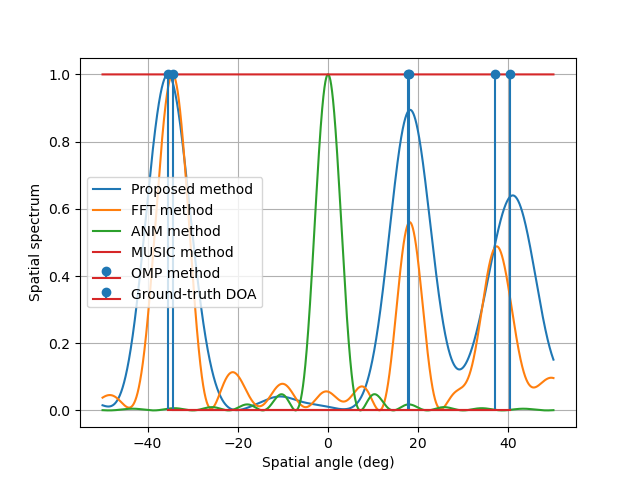 1.0
0.8
0.6
0.4
0.2
0.0
Spatial spectrum
Proposed method
FFT method
ANM method
MUSIC method
OMP method
Ground-truth DOA
−40 −20 0 20 40
Spatial angle (deg)